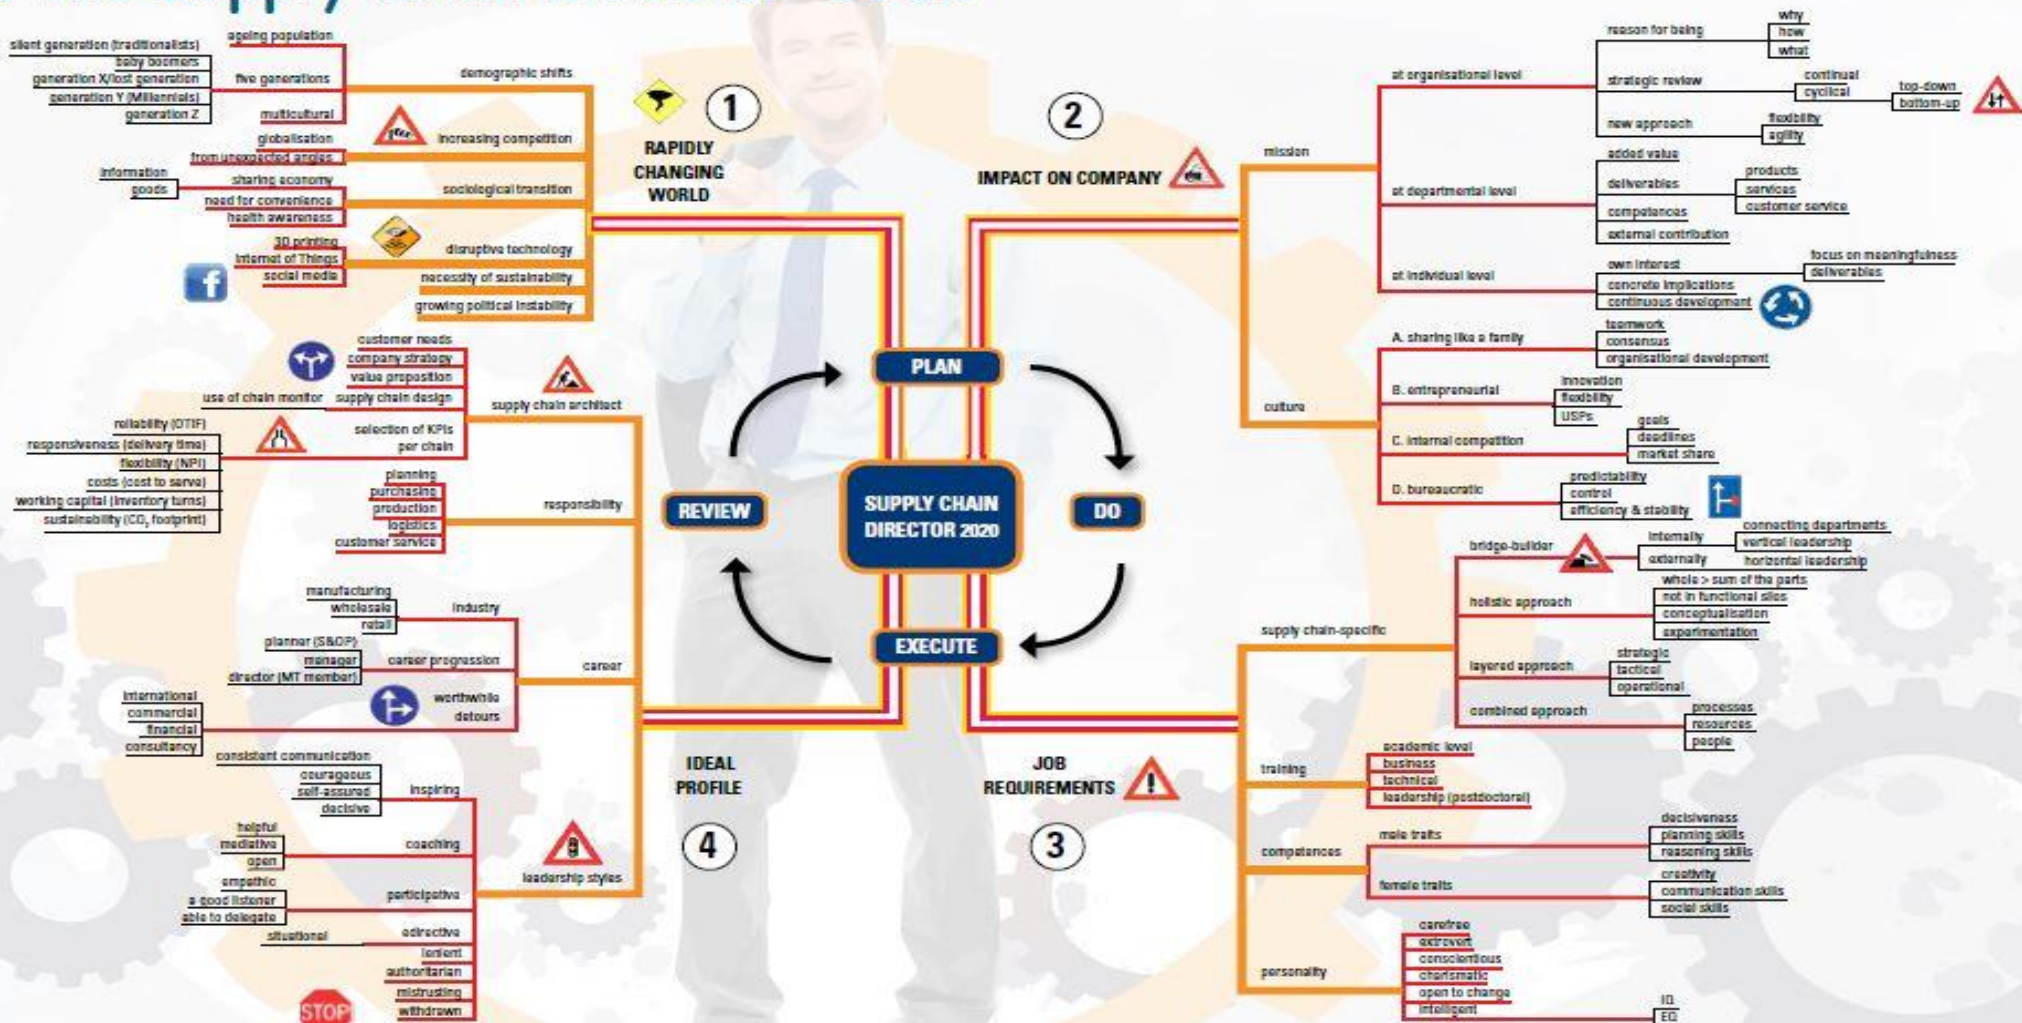 ageing population
silent generation (traditionalists)
baby boomers
generation X/lost generation
generation Y (Millennials)
generation Z
five generations
multicultural
demographic shifts
globalisation
from unexpected angles
increasing competition
information
goods
sharing economy
need for convenience
health awareness
sociological transition
3D printing
Internet of Things
social media
disruptive technology
necessity of sustainability
growing political instability
f
1
RAPIDLY
CHANGING
WORLD
2
IMPACT ON COMPANY
mission
at organisational level
reason for being
why
how
what
strategic review
continual
cyclical
top-down
bottom-up
new approach
flexibility
agility
at departmental level
added value
deliverables
products
services
customer service
competences
external contribution
at individual level
own interest
focus on meaningfulness
deliverables
concrete implications
continuous development
culture
A. sharing like a family
teamwork
consensus
organisational development
B. entrepreneurial
innovation
flexibility
USPs
C. internal competition
goals
deadlines
market share
D. bureaucratic
predictability
control
efficiency & stability
PLAN
REVIEW
SUPPLY CHAIN
DIRECTOR 2020
DO
EXECUTE
customer needs
company strategy
value proposition
use of chain monitor
supply chain design
selection of KPIs
per chain
supply chain architect
reliability (OTIF)
responsiveness (delivery time)
flexibility (NPI)
costs (cost to serve)
working capital (inventory turns)
sustainability (CO₂ footprint)
planning
purchasing
production
logistics
customer service
responsibility
manufacturing
wholesale
retail
industry
planner (S&OP)
manager
director (MT member)
career progression
career
international
commercial
financial
consultancy
worthwhile
detours
consistent communication
courageous
self-assured
decisive
inspiring
helpful
mediative
open
coaching
leadership styles
empathic
a good listener
able to delegate
participative
situational
edirective
lenient
authoritarian
mistrusting
withdrawn
STOP
IDEAL
PROFILE
4
JOB
REQUIREMENTS
3
supply chain-specific
bridge-builder
internally
connecting departments
vertical leadership
externally
horizontal leadership
holistic approach
whole > sum of the parts
not in functional silos
conceptualisation
experimentation
layered approach
strategic
tactical
operational
combined approach
processes
resources
people
training
academic level
business
technical
leadership (postdoctoral)
competences
male traits
decisiveness
planning skills
reasoning skills
female traits
creativity
communication skills
social skills
personality
carefree
extrovert
conscientious
charismatic
open to change
intelligent
IQ
EQ